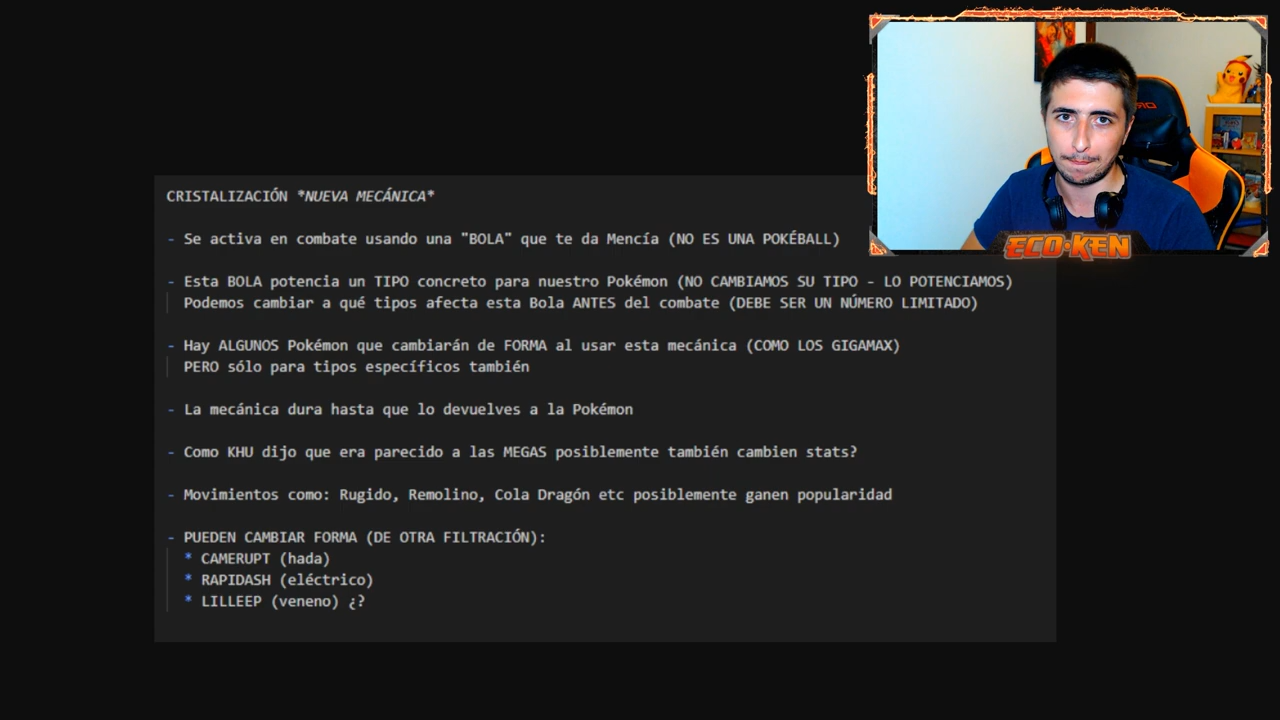 CRISTALIZACIÓN *NUEVA MECÁNICA*
- Se activa en combate usando una "BOLA" que te da Mencía (NO ES UNA POKÉBALL)
- Esta BOLA potencia un TIPO concreto para nuestro Pokémon (NO CAMBIAMOS SU TIPO - LO POTENCIAMOS)
Podemos cambiar a qué tipos afecta esta Bola ANTES del combate (DEBE SER UN NÚMERO LIMITADO)
- Hay ALGUNOS Pokémon que cambiarán de FORMA al usar esta mecánica (COMO LOS GIGAMAX)
PERO sólo para tipos específicos también
- La mecánica dura hasta que lo devuelves a la Pokémon
- Como KHU dijo que era parecido a las MEGAS posiblemente también cambien stats?
- Movimientos como: Rugido, Remolino, Cola Dragón etc posiblemente ganen popularidad
- PUEDEN CAMBIAR FORMA (DE OTRA FILTRACIÓN):
* CAMERUPT (hada)
* RAPIDASH (eléctrico)
* LILLEEP (veneno) ¿?
ECO·KEN